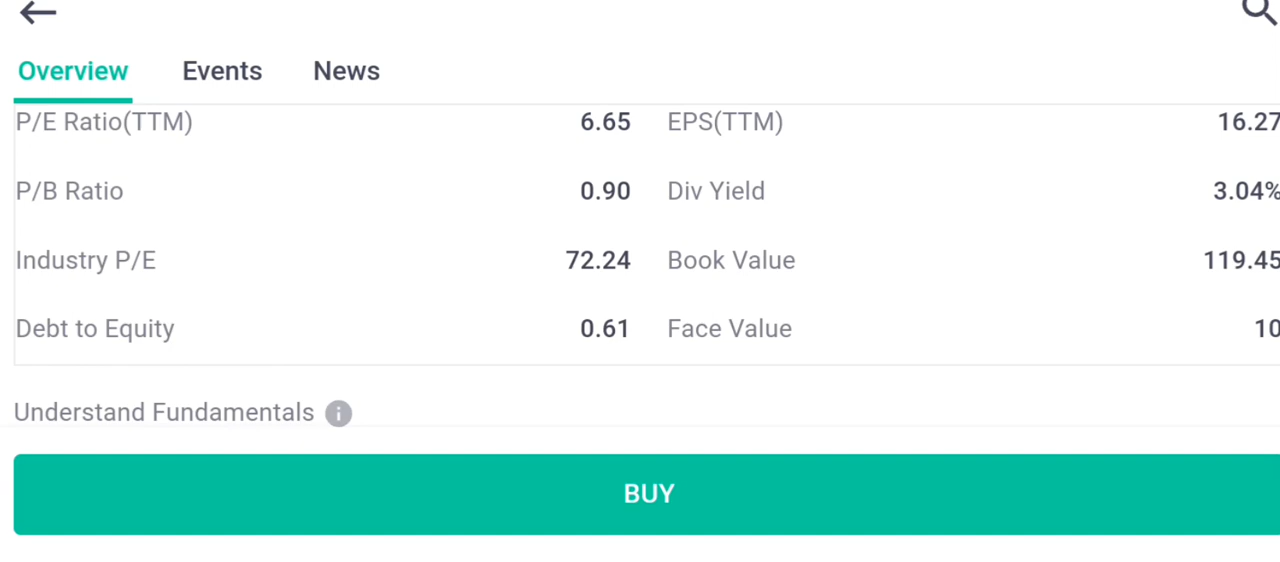 Overview Events News
P/E Ratio(TTM) 6.65 EPS(TTM) 16.27
P/B Ratio 0.90 Div Yield 3.04%
Industry P/E 72.24 Book Value 119.45
Debt to Equity 0.61 Face Value 10
Understand Fundamentals
BUY